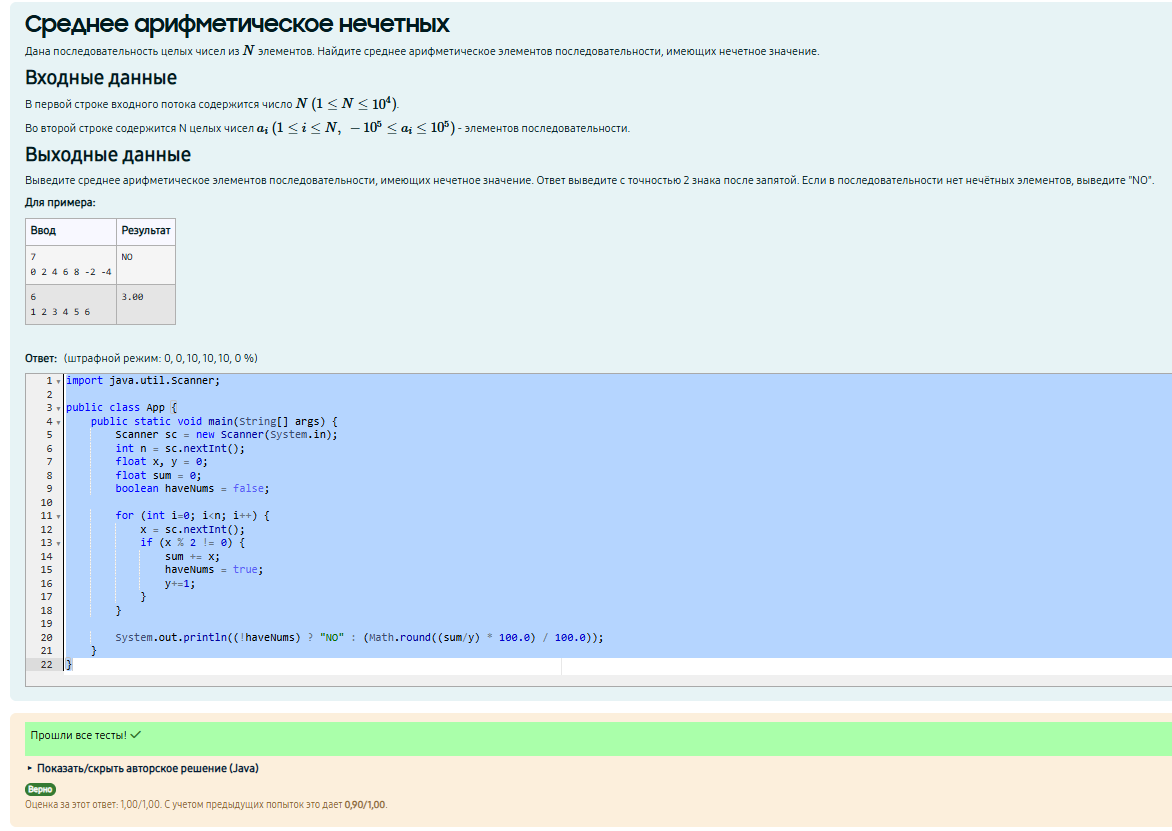 Среднее арифметическое нечетных
Дана последовательность целых чисел из N элементов. Найдите среднее арифметическое элементов последовательности, имеющих нечетное значение.
Входные данные
В первой строке входного потока содержится число N (1 ≤ N ≤ 10⁴).
Во второй строке содержится N целых чисел aᵢ (1 ≤ i ≤ N, −10⁵ ≤ aᵢ ≤ 10⁵) - элементов последовательности.
Выходные данные
Выведите среднее арифметическое элементов последовательности, имеющих нечетное значение. Ответ выведите с точностью 2 знака после запятой. Если в последовательности нет нечётных элементов, выведите "NO".
Для примера:
Ввод Результат
7 NO
0 2 4 6 8 -2 -4
6 3.00
1 2 3 4 5 6
Ответ: (штрафной режим: 0, 0, 10, 10, 10, 0 %)
1 import java.util.Scanner;
2
3 public class App {
4 public static void main(String[] args) {
5 Scanner sc = new Scanner(System.in);
6 int n = sc.nextInt();
7 float x, y = 0;
8 float sum = 0;
9 boolean haveNums = false;
10
11 for (int i=0; i<n; i++) {
12 x = sc.nextInt();
13 if (x % 2 != 0) {
14 sum += x;
15 haveNums = true;
16 y+=1;
17 }
18 }
19
20 System.out.println((!haveNums) ? "NO" : (Math.round((sum/y) * 100.0) / 100.0));
21 }
22 }
Прошли все тесты! ✓
▸ Показать/скрыть авторское решение (Java)
Верно
Оценка за этот ответ: 1,00/1,00. С учетом предыдущих попыток это дает 0,90/1,00.